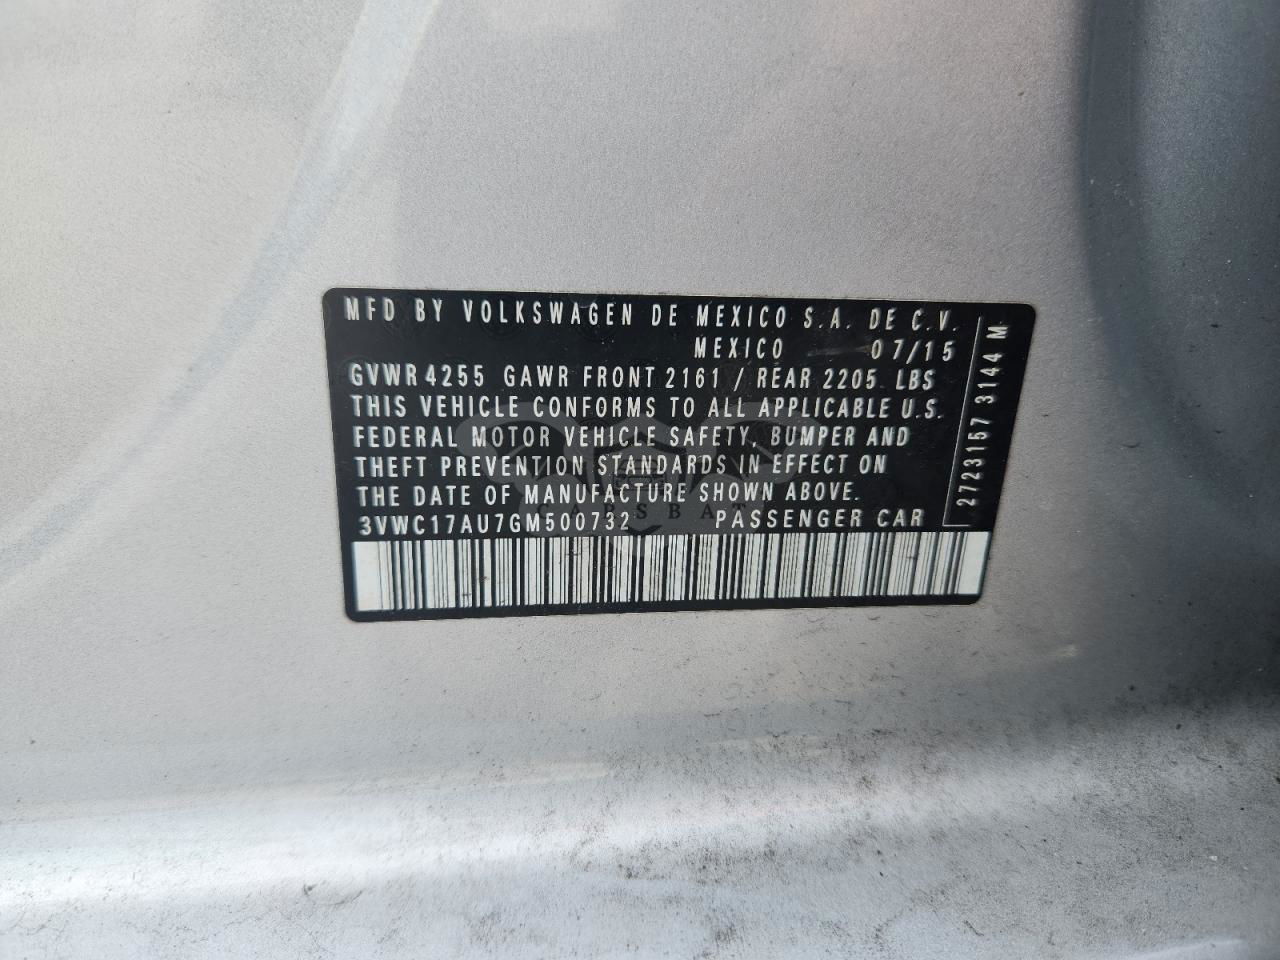 MFD BY VOLKSWAGEN DE MEXICO S.A. DE C.V.
MEXICO 07/15
GVWR 4255 GAWR FRONT 2161 / REAR 2205 LBS
THIS VEHICLE CONFORMS TO ALL APPLICABLE U.S.
FEDERAL MOTOR VEHICLE SAFETY, BUMPER AND
THEFT PREVENTION STANDARDS IN EFFECT ON
THE DATE OF MANUFACTURE SHOWN ABOVE.
3VWC17AU7GM500732 PASSENGER CAR
2723157 3144 M
CARSBAT